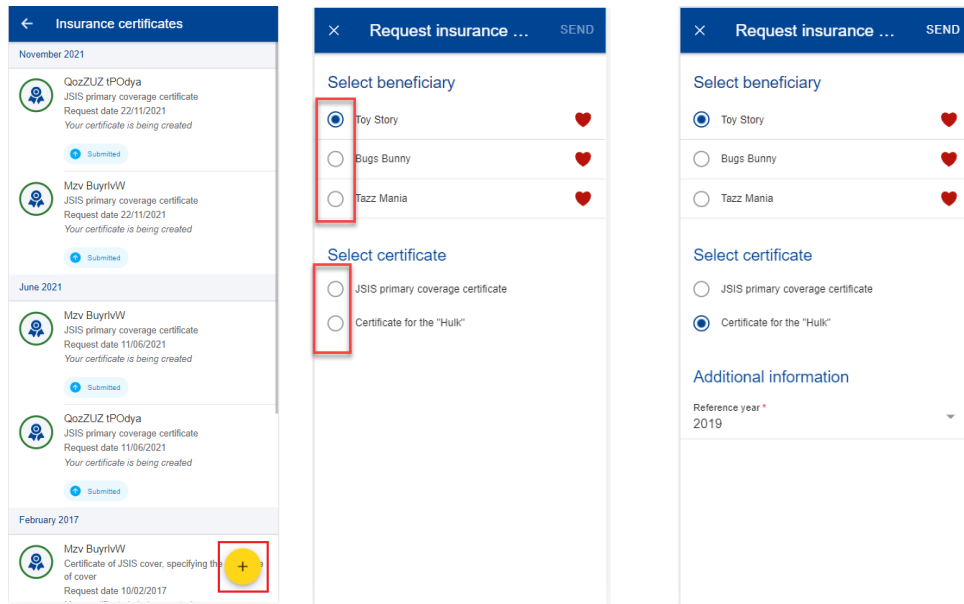 Insurance certificates
November 2021
QozZUZ tPOdya
JSIS primary coverage certificate
Request date 22/11/2021
Your certificate is being created
Submitted
Mzv BuyrIvW
JSIS primary coverage certificate
Request date 22/11/2021
Your certificate is being created
Submitted
June 2021
Mzv BuyrIvW
JSIS primary coverage certificate
Request date 11/06/2021
Your certificate is being created
Submitted
QozZUZ tPOdya
JSIS primary coverage certificate
Request date 11/06/2021
Your certificate is being created
Submitted
February 2017
Mzv BuyrIvW
Certificate of JSIS cover, specifying the
of cover
Request date 10/02/2017
Request insurance ...
SEND
Select beneficiary
Toy Story
Bugs Bunny
Tazz Mania
Select certificate
JSIS primary coverage certificate
Certificate for the "Hulk"
Request insurance ...
SEND
Select beneficiary
Toy Story
Bugs Bunny
Tazz Mania
Select certificate
JSIS primary coverage certificate
Certificate for the "Hulk"
Additional information
Reference year *
2019